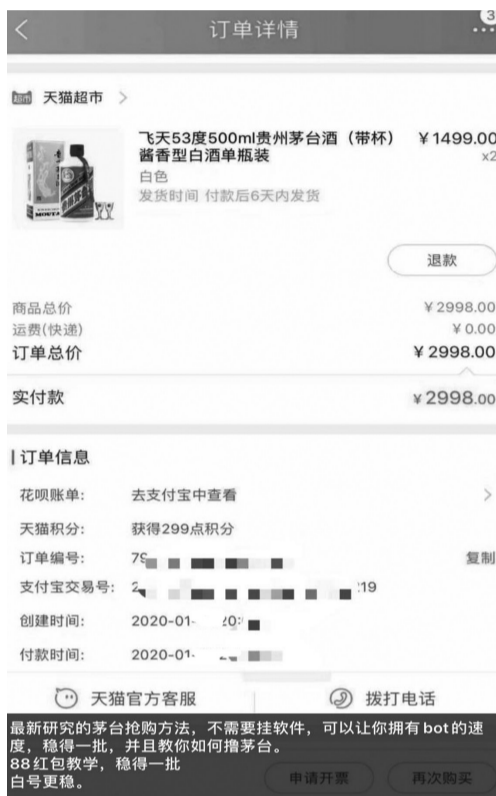 3
订单详情
天猫超市
飞天53度500ml贵州茅台酒（带杯） ￥1499.00
酱香型白酒单瓶装 x2
白色
发货时间 付款后6天内发货
退款
商品总价 ￥2998.00
运费(快递) ￥0.00
订单总价 ￥2998.00
实付款 ￥2998.00
订单信息
花呗账单: 去支付宝中查看
天猫积分: 获得299点积分
订单编号: 79 复制
支付宝交易号: 2 19
创建时间: 2020-01- 20:
付款时间: 2020-01-
天猫官方客服 拨打电话
最新研究的茅台抢购方法，不需要挂软件，可以让你拥有bot的速
度，稳得一批，并且教你如何撸茅台。
88红包教学，稳得一批
白号更稳。
申请开票 再次购买